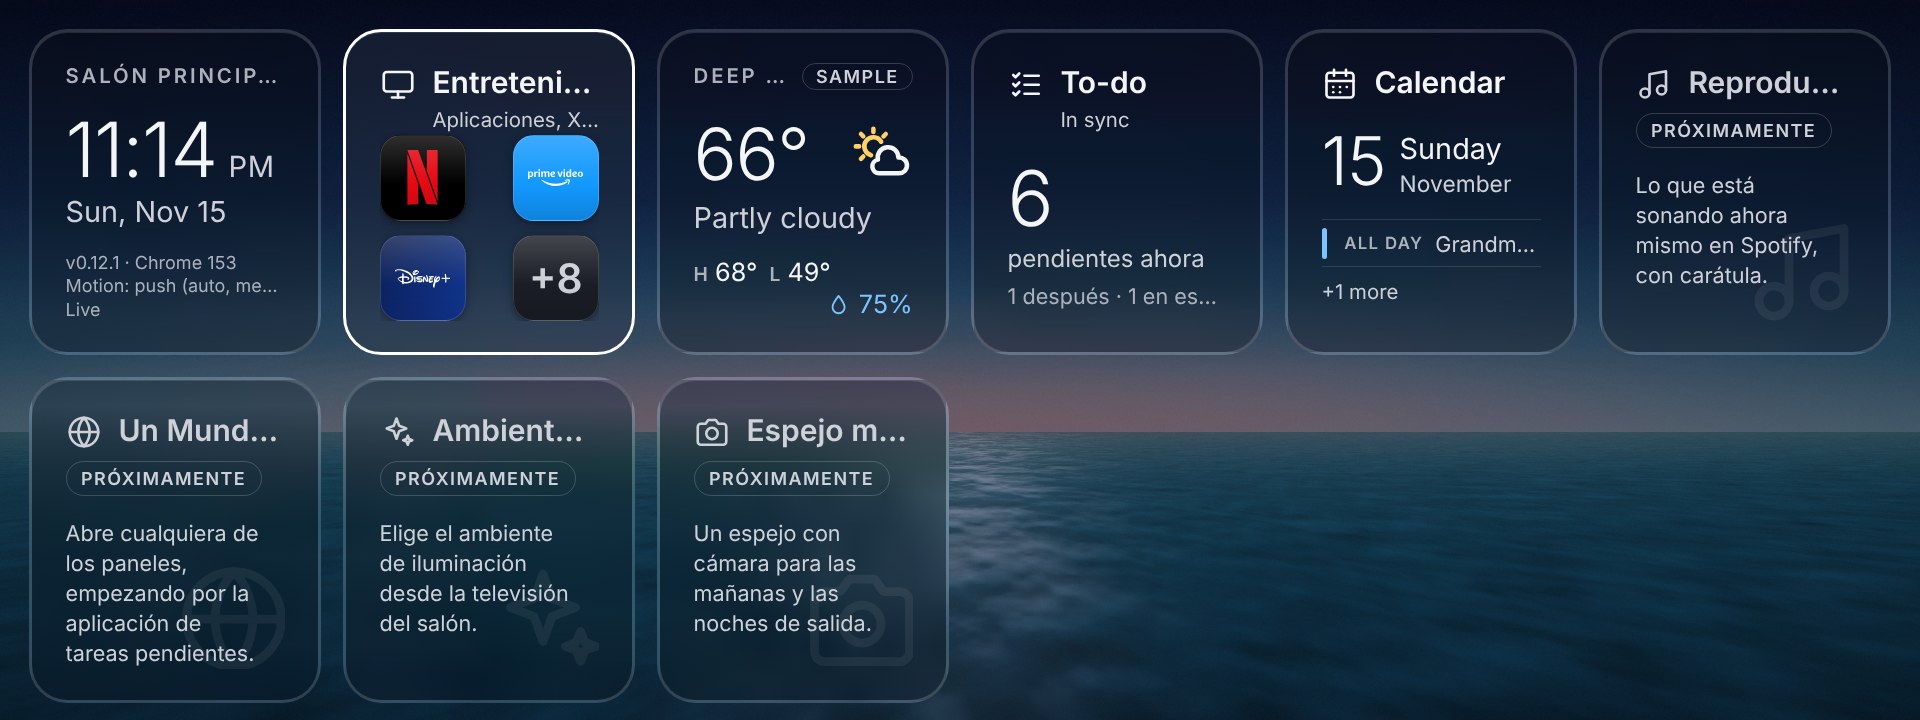 SALÓN PRINCIP...
11:14 PM
Sun, Nov 15
v0.12.1 · Chrome 153
Motion: push (auto, me...
Live
Entreteni...
Aplicaciones, X...
N
prime video
Disney+
+8
DEEP ... SAMPLE
66°
Partly cloudy
H 68° L 49°
75%
To-do
In sync
6
pendientes ahora
1 después · 1 en es...
Calendar
15 Sunday
November
ALL DAY Grandm...
+1 more
Reprodu...
PRÓXIMAMENTE
Lo que está
sonando ahora
mismo en Spotify,
con carátula.
Un Mund...
PRÓXIMAMENTE
Abre cualquiera de
los paneles,
empezando por la
aplicación de
tareas pendientes.
Ambient...
PRÓXIMAMENTE
Elige el ambiente
de iluminación
desde la televisión
del salón.
Espejo m...
PRÓXIMAMENTE
Un espejo con
cámara para las
mañanas y las
noches de salida.